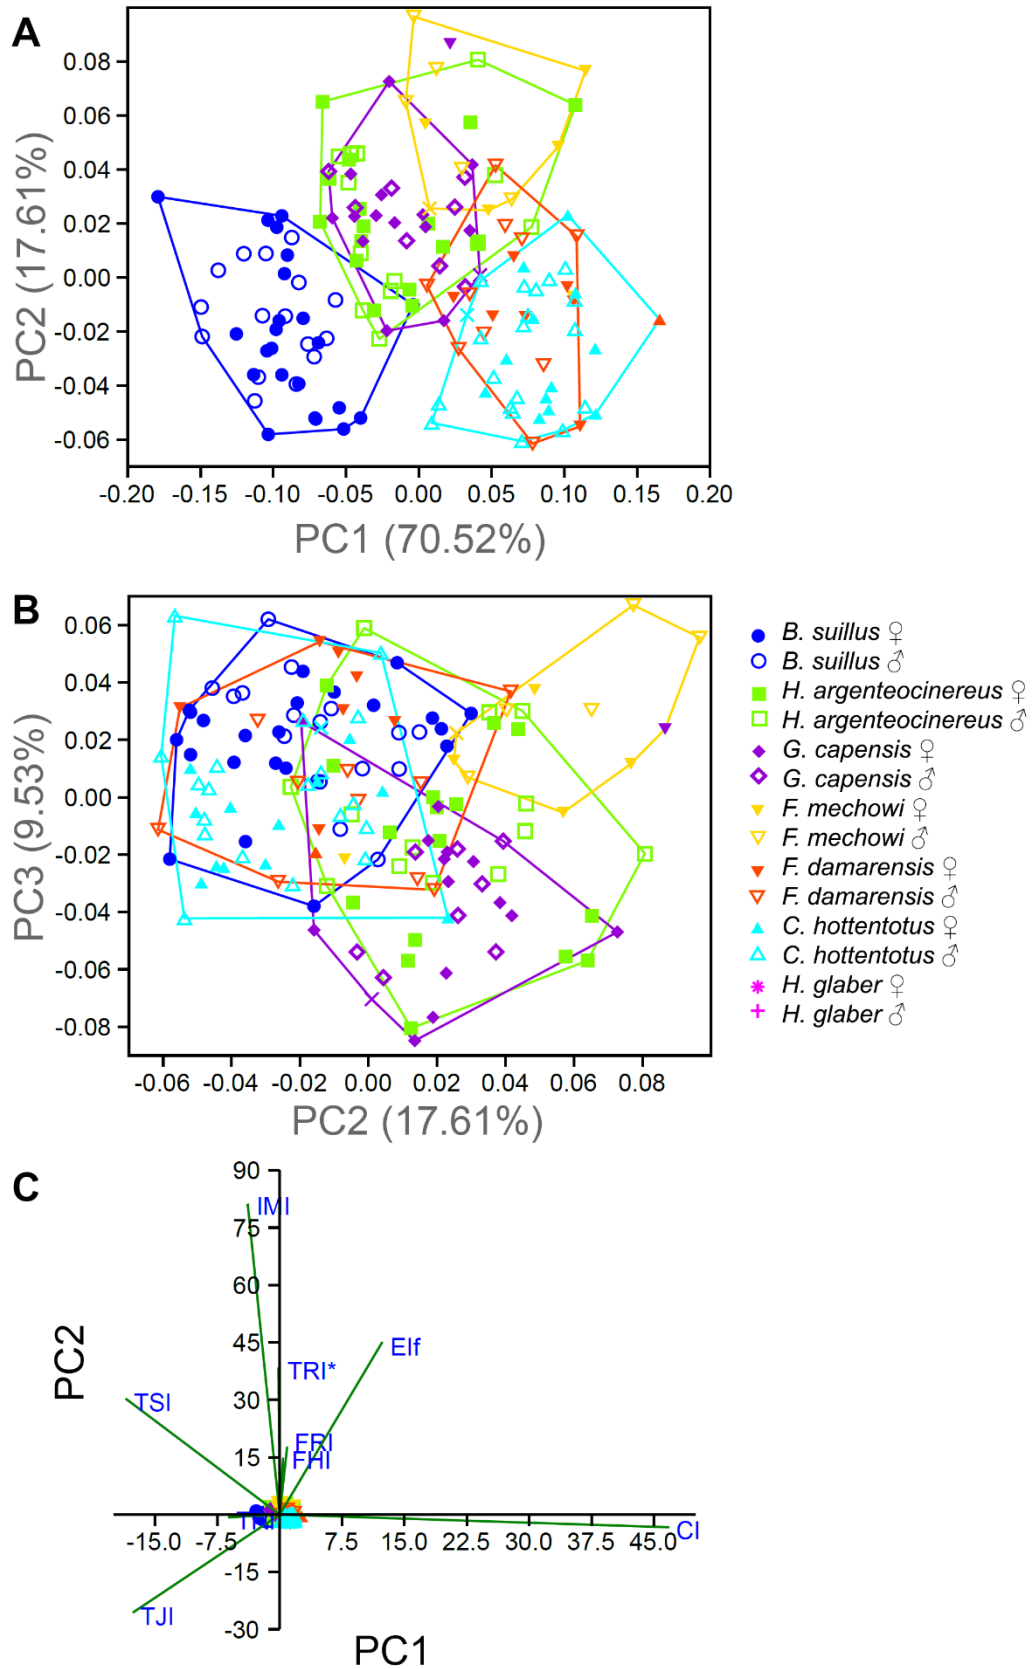 A
0.08
0.06
0.04
0.02
0.00
-0.02
-0.04
-0.06
PC2 (17.61%)
-0.20 -0.15 -0.10 -0.05 0.00 0.05 0.10 0.15 0.20
PC1 (70.52%)
B
0.06
0.04
0.02
0.00
-0.02
-0.04
-0.06
-0.08
PC3 (9.53%)
-0.06 -0.04 -0.02 0.00 0.02 0.04 0.06 0.08
PC2 (17.61%)
B. suillus ♀
B. suillus ♂
H. argenteocinereus ♀
H. argenteocinereus ♂
G. capensis ♀
G. capensis ♂
F. mechowi ♀
F. mechowi ♂
F. damarensis ♀
F. damarensis ♂
C. hottentotus ♀
C. hottentotus ♂
H. glaber ♀
H. glaber ♂
C
90
75
60
45
30
15
-15
-30
PC2
IMI
EIf
TRI*
TSI
FRI
FHI
CI
TJI
-15.0 -7.5 7.5 15.0 22.5 30.0 37.5 45.0
PC1